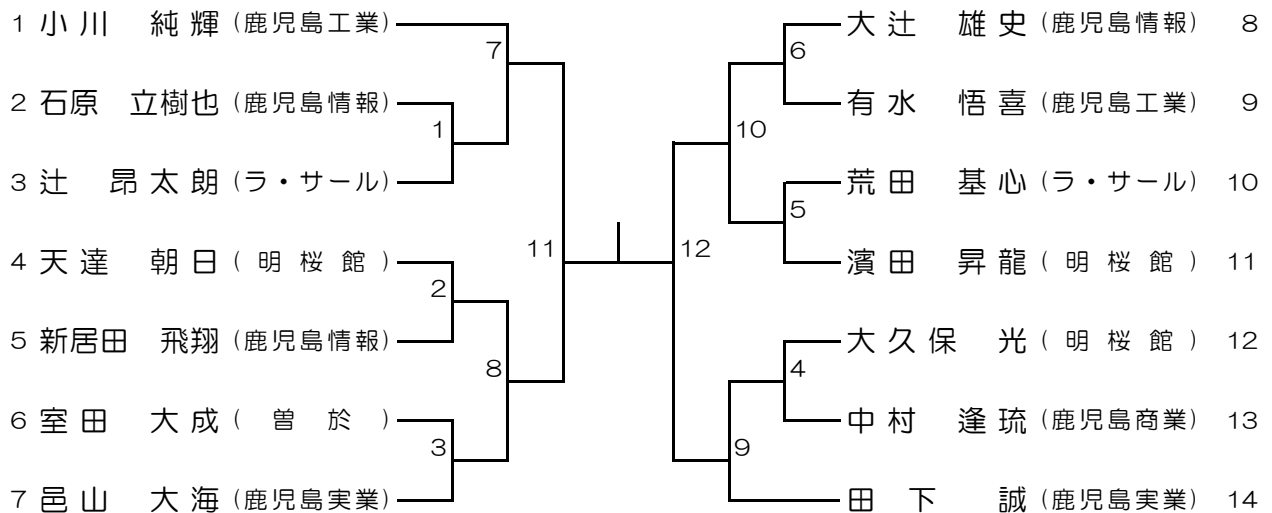 1 小川 純輝 (鹿児島工業)
2 石原 立樹也 (鹿児島情報)
3 辻 昂太朗 (ラ・サール)
4 天達 朝日 (明桜館)
5 新居田 飛翔 (鹿児島情報)
6 室田 大成 (曽於)
7 邑山 大海 (鹿児島実業)
7
1
2
8
3
11
12
6
10
5
4
9
大辻 雄史 (鹿児島情報) 8
有水 悟喜 (鹿児島工業) 9
荒田 基心 (ラ・サール) 10
濱田 昇龍 (明桜館) 11
大久保 光 (明桜館) 12
中村 逢琉 (鹿児島商業) 13
田下 誠 (鹿児島実業) 14